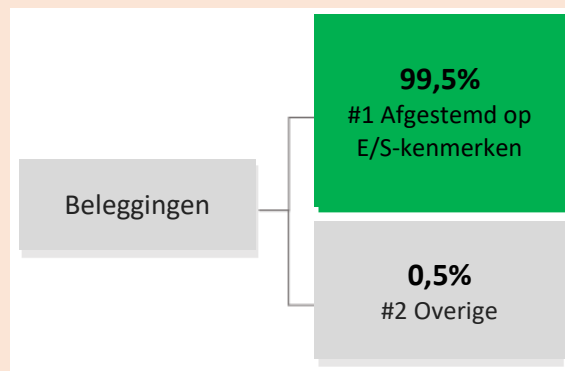 99,5%
#1 Afgestemd op
E/S-kenmerken
Beleggingen
0,5%
#2 Overige